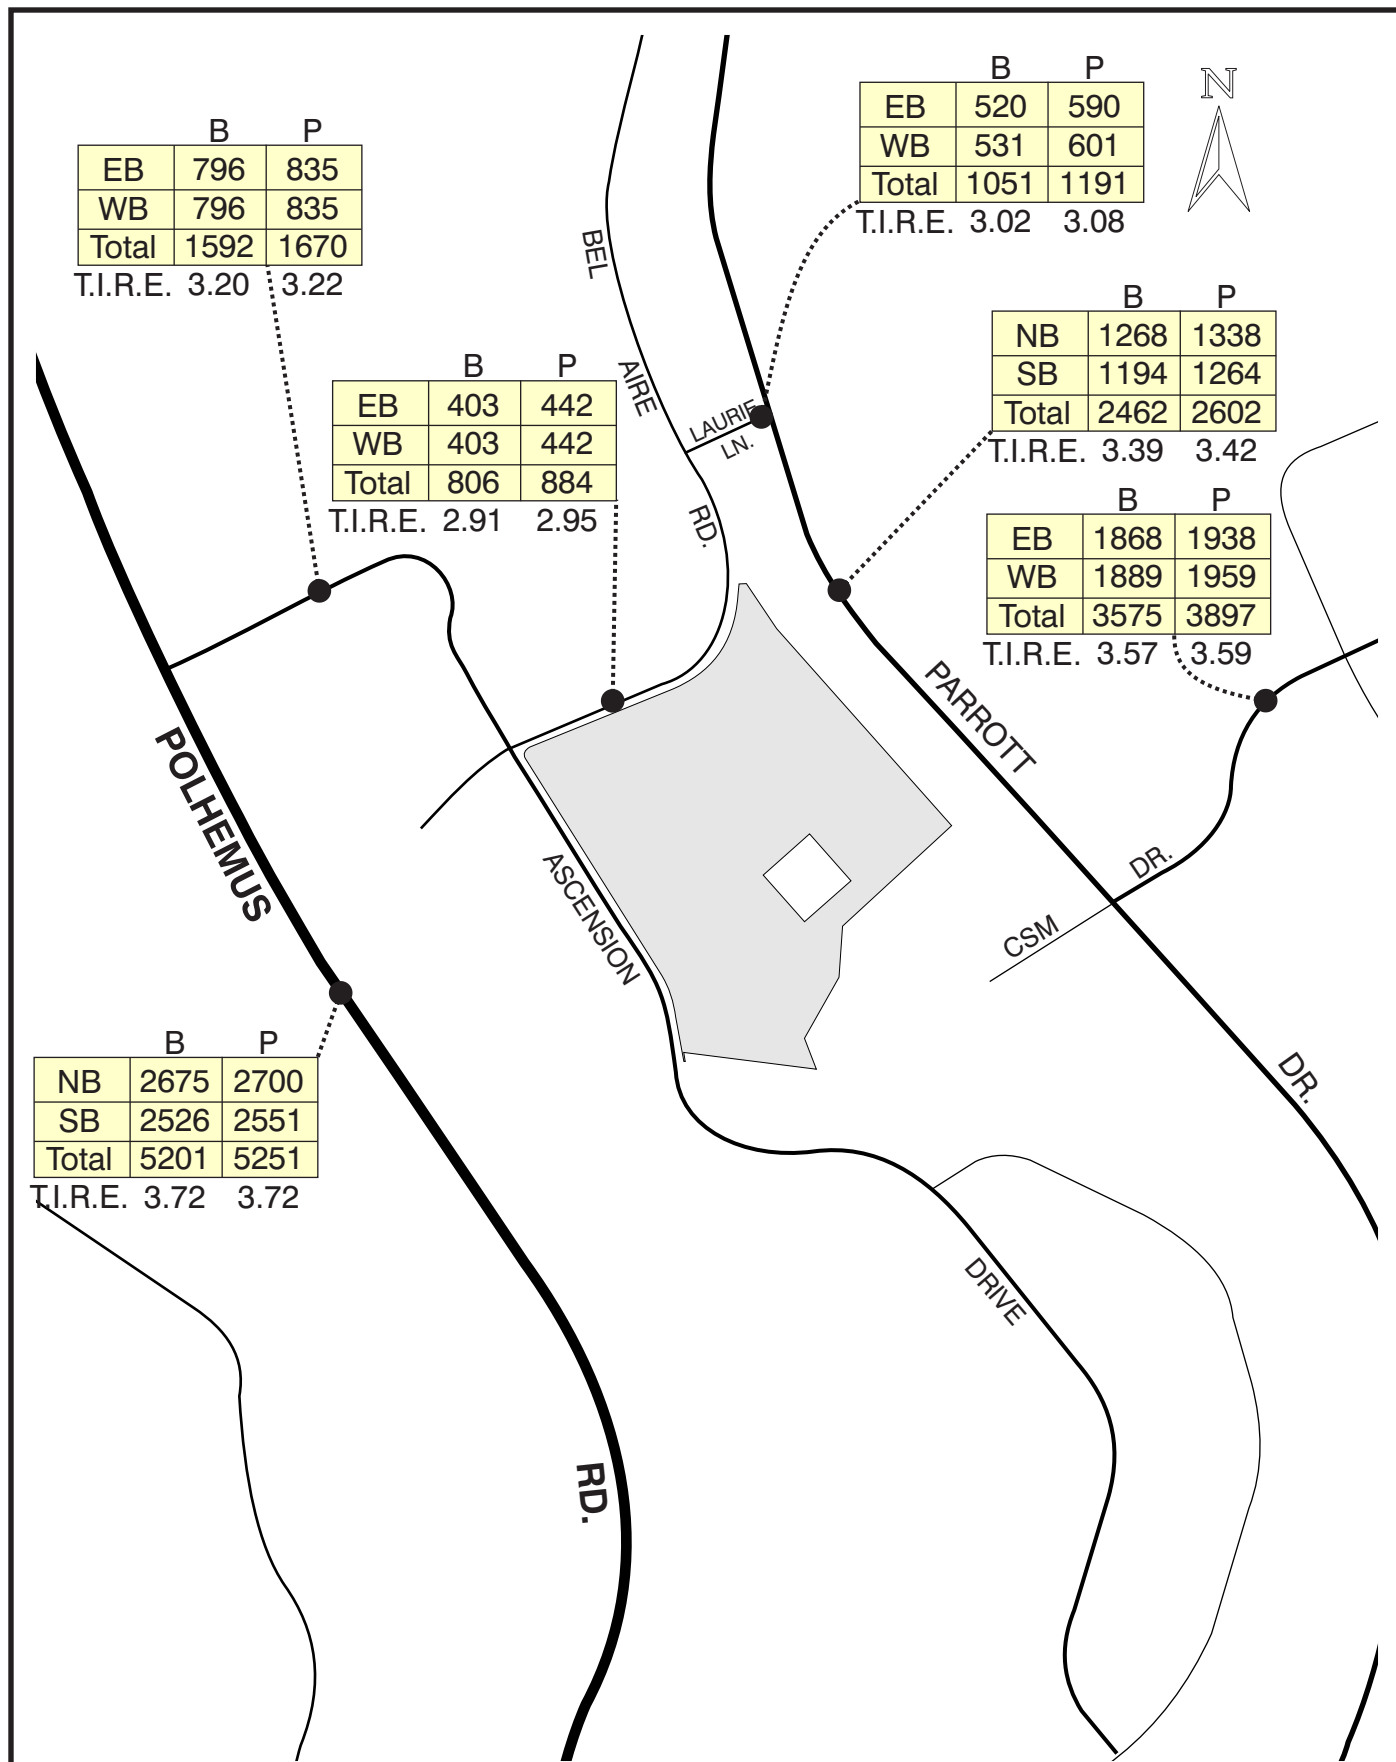 B P
EB 520 590
WB 531 601
Total 1051 1191
T.I.R.E. 3.02 3.08
N
B P
EB 796 835
WB 796 835
Total 1592 1670
T.I.R.E. 3.20 3.22
BEL
AIRE
RD.
B P
NB 1268 1338
SB 1194 1264
Total 2462 2602
T.I.R.E. 3.39 3.42
B P
EB 403 442
WB 403 442
Total 806 884
T.I.R.E. 2.91 2.95
LAURIE
LN.
B P
EB 1868 1938
WB 1889 1959
Total 3575 3897
T.I.R.E. 3.57 3.59
PARROTT
DR.
POLHEMUS
RD.
ASCENSION
DRIVE
CSM
DR.
B P
NB 2675 2700
SB 2526 2551
Total 5201 5251
T.I.R.E. 3.72 3.72